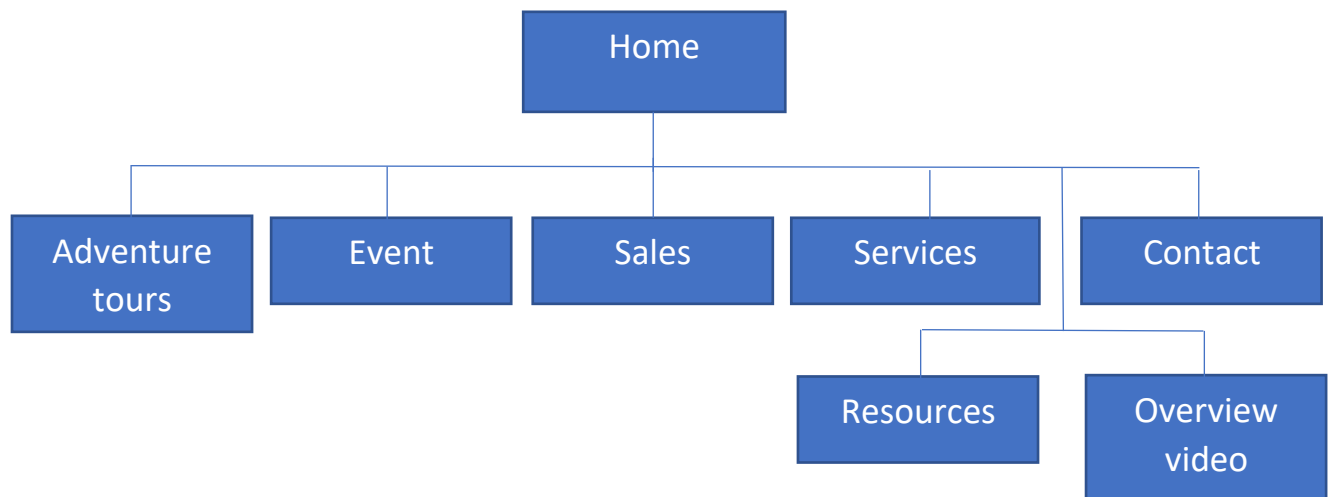 Home
Adventure
tours
Event
Sales
Services
Contact
Resources
Overview
video